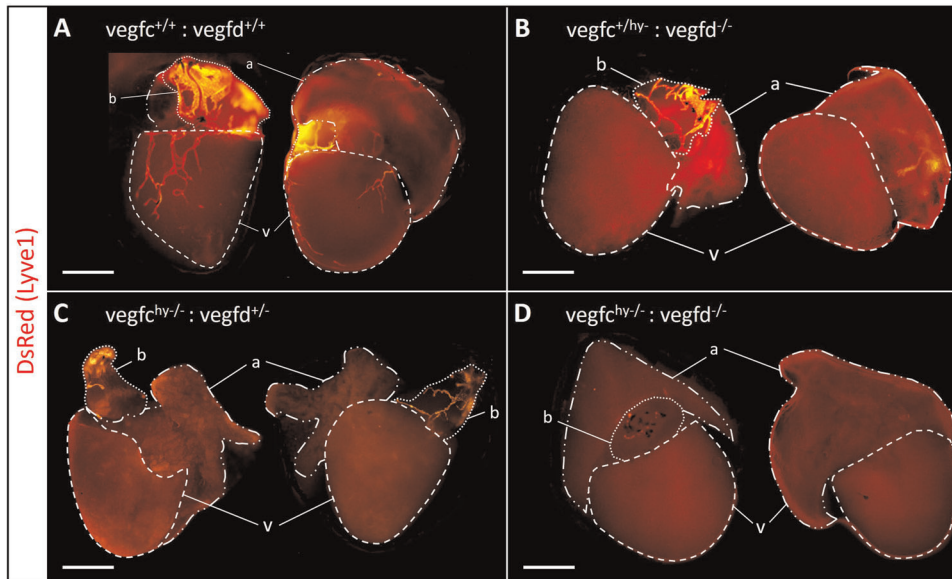 DsRed (Lyve1)
A vegfc+/+ : vegfd+/+
a
b
v
B vegfc+/hy- : vegfd-/-
b
a
v
C vegfchy-/- : vegfd+/-
b
a
b
v
D vegfchy-/- : vegfd-/-
a
b
v